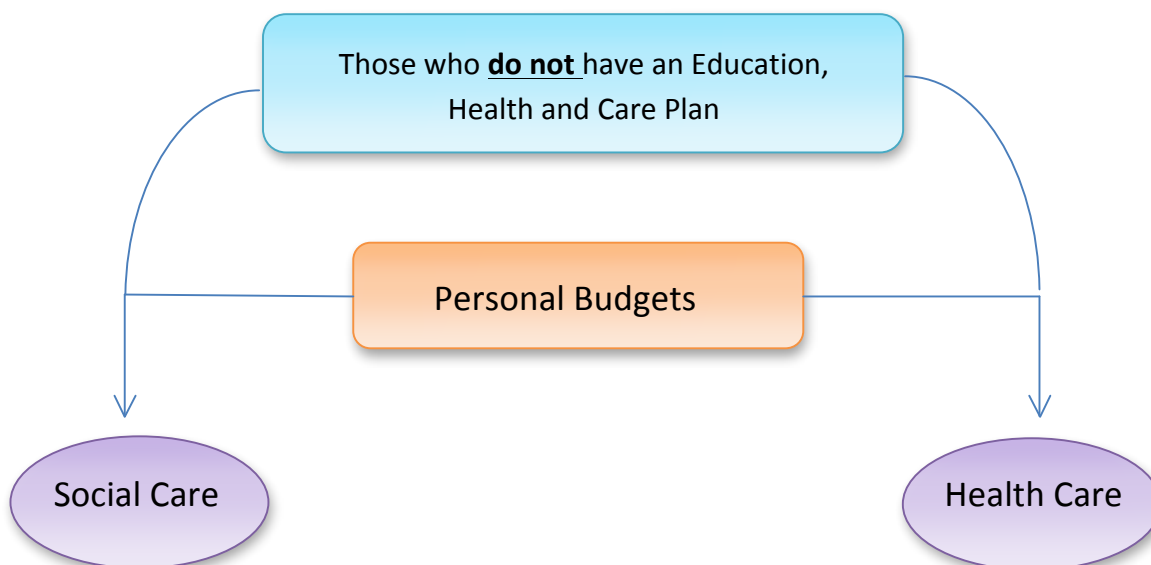 Those who do not have an Education,
Health and Care Plan
Personal Budgets
Social Care
Health Care